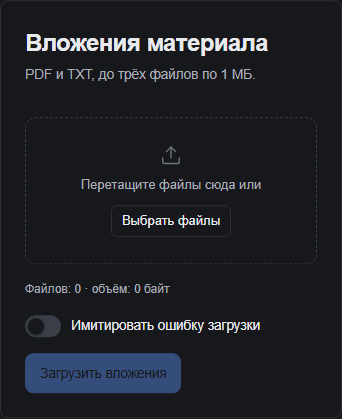 Вложения материала
PDF и TXT, до трёх файлов по 1 МБ.
Перетащите файлы сюда или
Выбрать файлы
Файлов: 0 · объём: 0 байт
Имитировать ошибку загрузки
Загрузить вложения